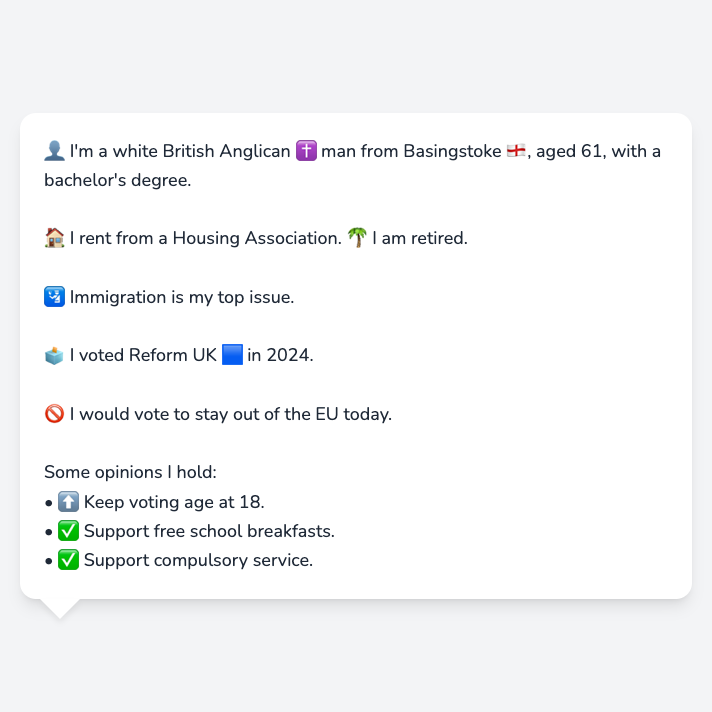 👤 I'm a white British Anglican ✝️ man from Basingstoke 🏴󠁧󠁢󠁥󠁮󠁧󠁿, aged 61, with a
bachelor's degree.
🏠 I rent from a Housing Association. 🌴 I am retired.
🛂 Immigration is my top issue.
🗳️ I voted Reform UK 🟦 in 2024.
🚫 I would vote to stay out of the EU today.
Some opinions I hold:
• ⬆️ Keep voting age at 18.
• ✅ Support free school breakfasts.
• ✅ Support compulsory service.